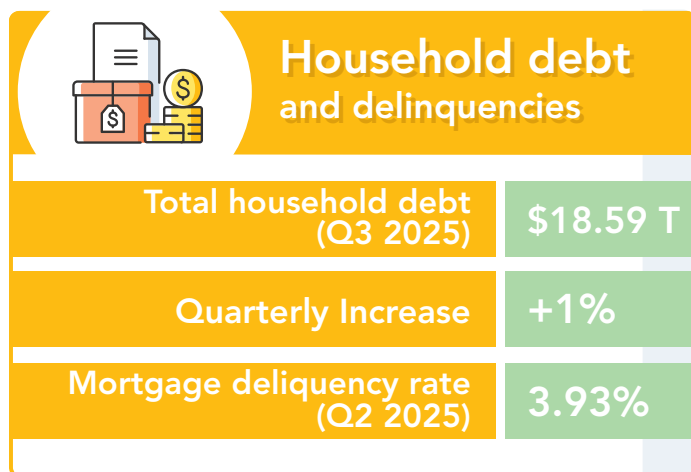 $
$
Household debt
and delinquencies
Total household debt
(Q3 2025)
$18.59 T
Quarterly Increase
+1%
Mortgage deliquency rate
(Q2 2025)
3.93%